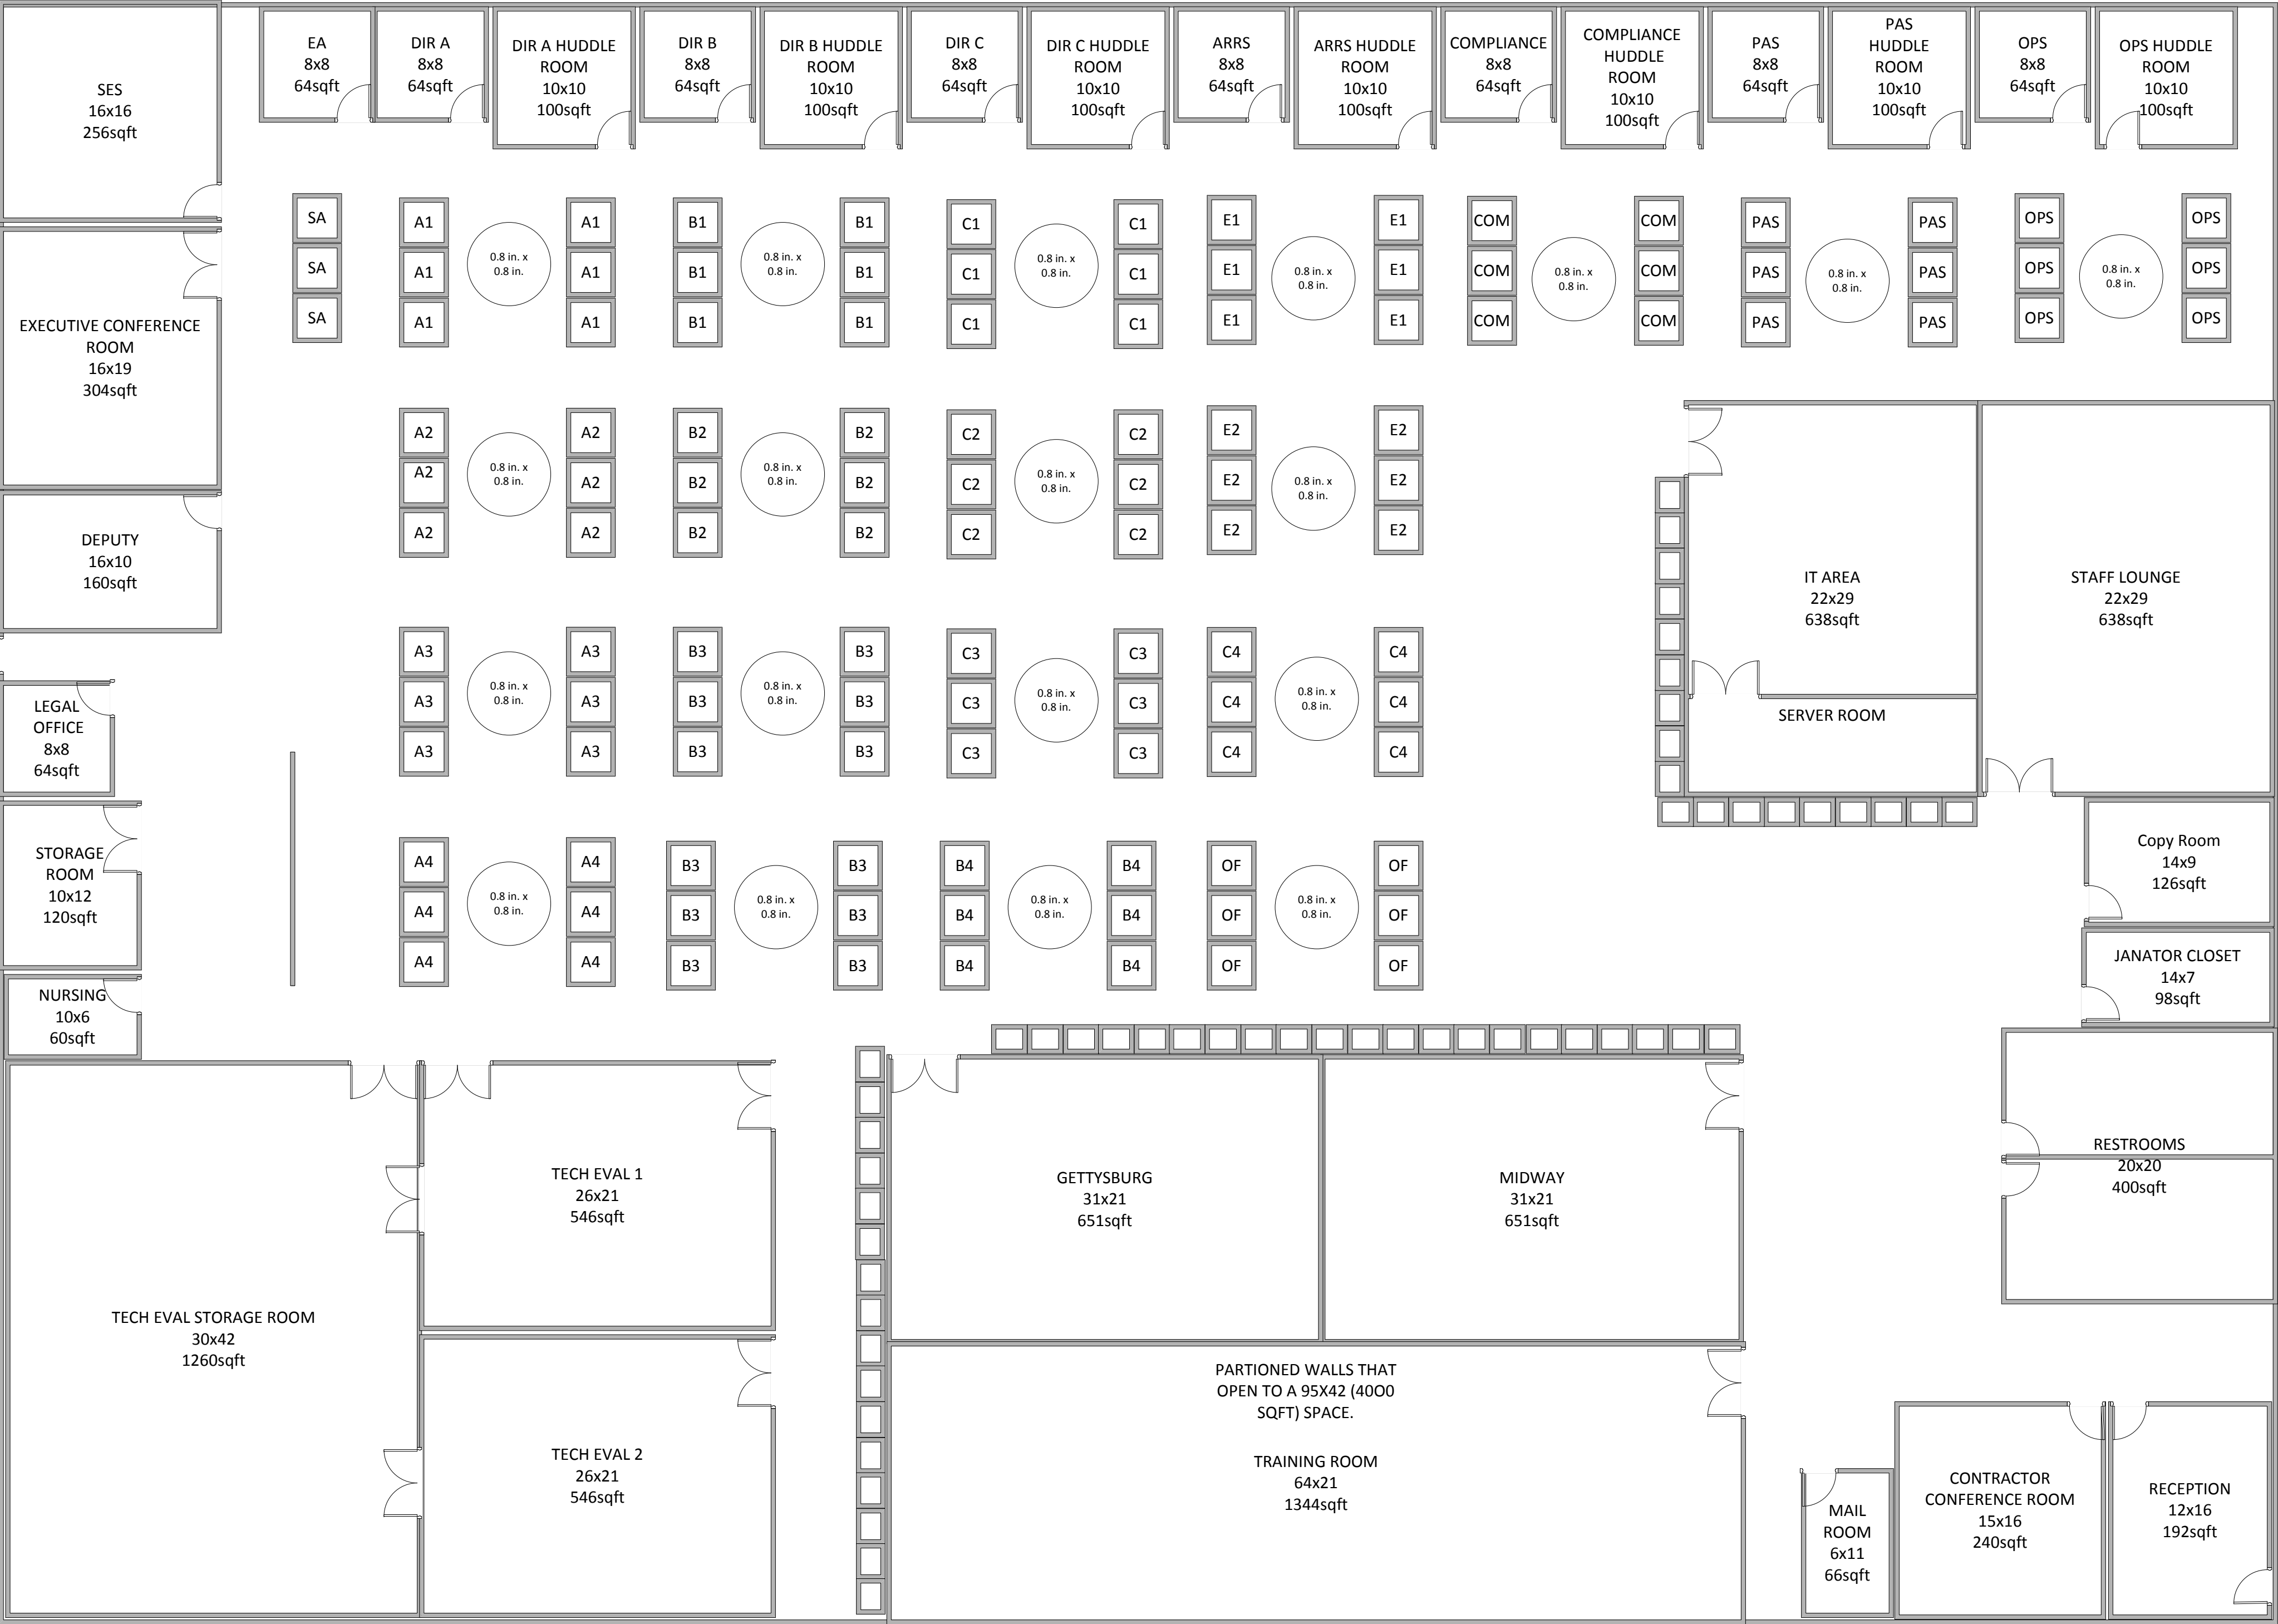 SES
16x16
256sqft
EA
8x8
64sqft
DIR A
8x8
64sqft
DIR A HUDDLE
ROOM
10x10
100sqft
DIR B
8x8
64sqft
DIR B HUDDLE
ROOM
10x10
100sqft
DIR C
8x8
64sqft
DIR C HUDDLE
ROOM
10x10
100sqft
ARRS
8x8
64sqft
ARRS HUDDLE
ROOM
10x10
100sqft
COMPLIANCE
8x8
64sqft
COMPLIANCE
HUDDLE
ROOM
10x10
100sqft
PAS
8x8
64sqft
PAS
HUDDLE
ROOM
10x10
100sqft
OPS
8x8
64sqft
OPS HUDDLE
ROOM
10x10
100sqft
SA
SA
SA
A1
A1
A1
0.8 in. x
0.8 in.
A1
A1
A1
B1
B1
B1
0.8 in. x
0.8 in.
B1
B1
B1
C1
C1
C1
0.8 in. x
0.8 in.
C1
C1
C1
E1
E1
E1
0.8 in. x
0.8 in.
E1
E1
E1
COM
COM
COM
0.8 in. x
0.8 in.
COM
COM
COM
PAS
PAS
PAS
0.8 in. x
0.8 in.
PAS
PAS
PAS
OPS
OPS
OPS
0.8 in. x
0.8 in.
OPS
OPS
OPS
EXECUTIVE CONFERENCE
ROOM
16x19
304sqft
A2
A2
A2
0.8 in. x
0.8 in.
A2
A2
A2
B2
B2
B2
0.8 in. x
0.8 in.
B2
B2
B2
C2
C2
C2
0.8 in. x
0.8 in.
C2
C2
C2
E2
E2
E2
0.8 in. x
0.8 in.
E2
E2
E2
DEPUTY
16x10
160sqft
IT AREA
22x29
638sqft
STAFF LOUNGE
22x29
638sqft
LEGAL
OFFICE
8x8
64sqft
A3
A3
A3
0.8 in. x
0.8 in.
A3
A3
A3
B3
B3
B3
0.8 in. x
0.8 in.
B3
B3
B3
C3
C3
C3
0.8 in. x
0.8 in.
C3
C3
C3
C4
C4
C4
0.8 in. x
0.8 in.
C4
C4
C4
SERVER ROOM
STORAGE
ROOM
10x12
120sqft
A4
A4
A4
0.8 in. x
0.8 in.
A4
A4
A4
B3
B3
B3
0.8 in. x
0.8 in.
B3
B3
B3
B4
B4
B4
0.8 in. x
0.8 in.
B4
B4
B4
OF
OF
OF
0.8 in. x
0.8 in.
OF
OF
OF
Copy Room
14x9
126sqft
JANATOR CLOSET
14x7
98sqft
NURSING
10x6
60sqft
TECH EVAL 1
26x21
546sqft
GETTYSBURG
31x21
651sqft
MIDWAY
31x21
651sqft
RESTROOMS
20x20
400sqft
TECH EVAL STORAGE ROOM
30x42
1260sqft
TECH EVAL 2
26x21
546sqft
PARTIONED WALLS THAT
OPEN TO A 95X42 (40O0
SQFT) SPACE.
TRAINING ROOM
64x21
1344sqft
MAIL
ROOM
6x11
66sqft
CONTRACTOR
CONFERENCE ROOM
15x16
240sqft
RECEPTION
12x16
192sqft